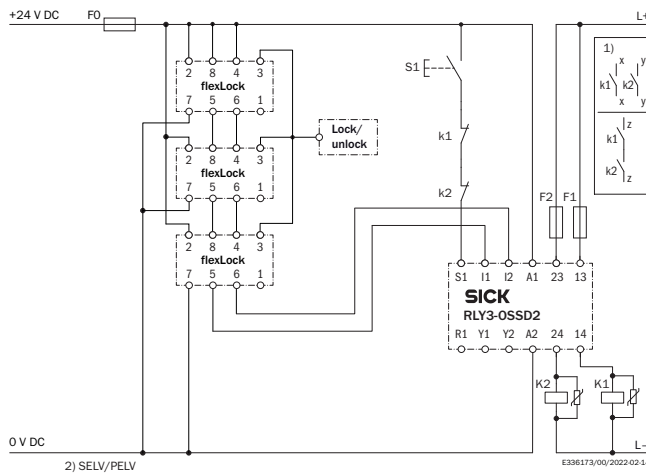 +24 V DC F0 L+
2 8 4 3
flexLock
7 5 6 1
Lock/
unlock
2 8 4 3
flexLock
7 5 6 1
2 8 4 3
flexLock
7 5 6 1
S1
k1
k2
1)
x y
k1 k2
x y
z
k1
k2
z
F2 F1
S1 I1 I2 A1 23 13
SICK
RLY3-OSSD2
R1 Y1 Y2 A2 24 14
K2 K1
0 V DC L–
2) SELV/PELV